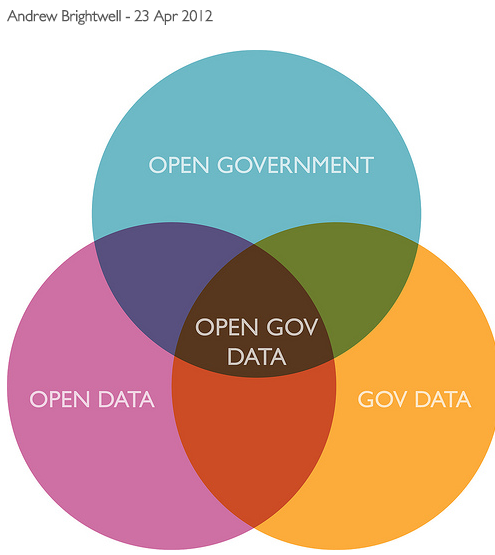 Andrew Brightwell - 23 Apr 2012
OPEN GOVERNMENT
OPEN GOV
DATA
OPEN DATA
GOV DATA